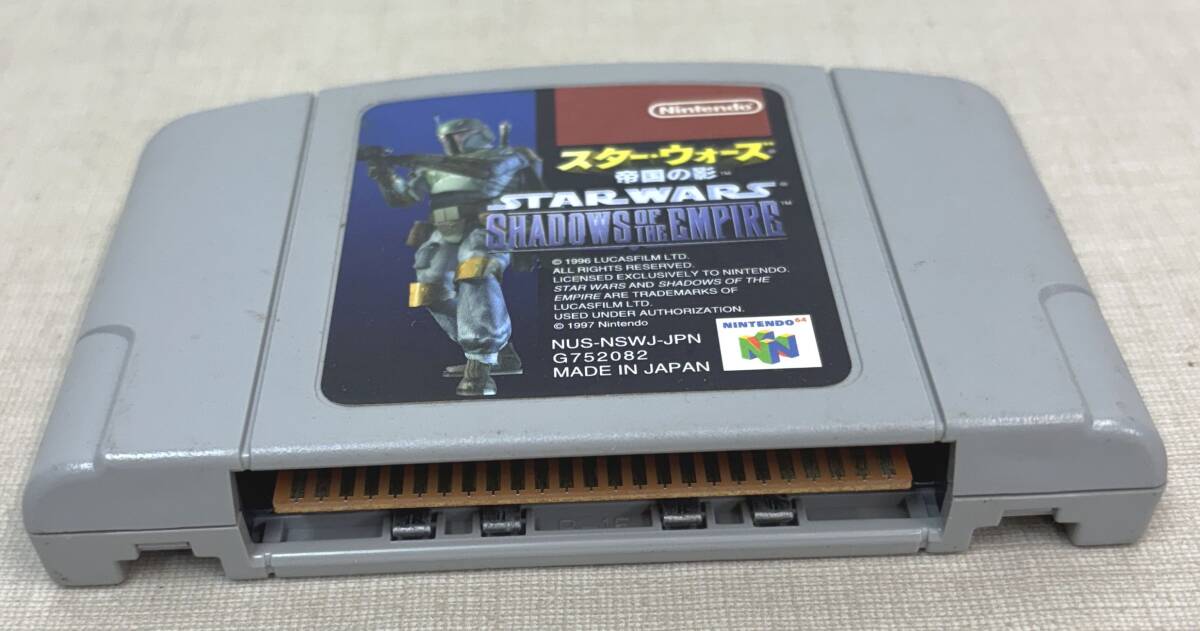 Nintendo
スター・ウォーズ
帝国の影™
STAR WARS®
SHADOWS OF THE EMPIRE™
© 1996 LUCASFILM LTD.
ALL RIGHTS RESERVED.
LICENSED EXCLUSIVELY TO NINTENDO.
STAR WARS AND SHADOWS OF THE
EMPIRE ARE TRADEMARKS OF
LUCASFILM LTD.
USED UNDER AUTHORIZATION.
© 1997 Nintendo
NUS-NSWJ-JPN
G752082
MADE IN JAPAN
NINTENDO 64